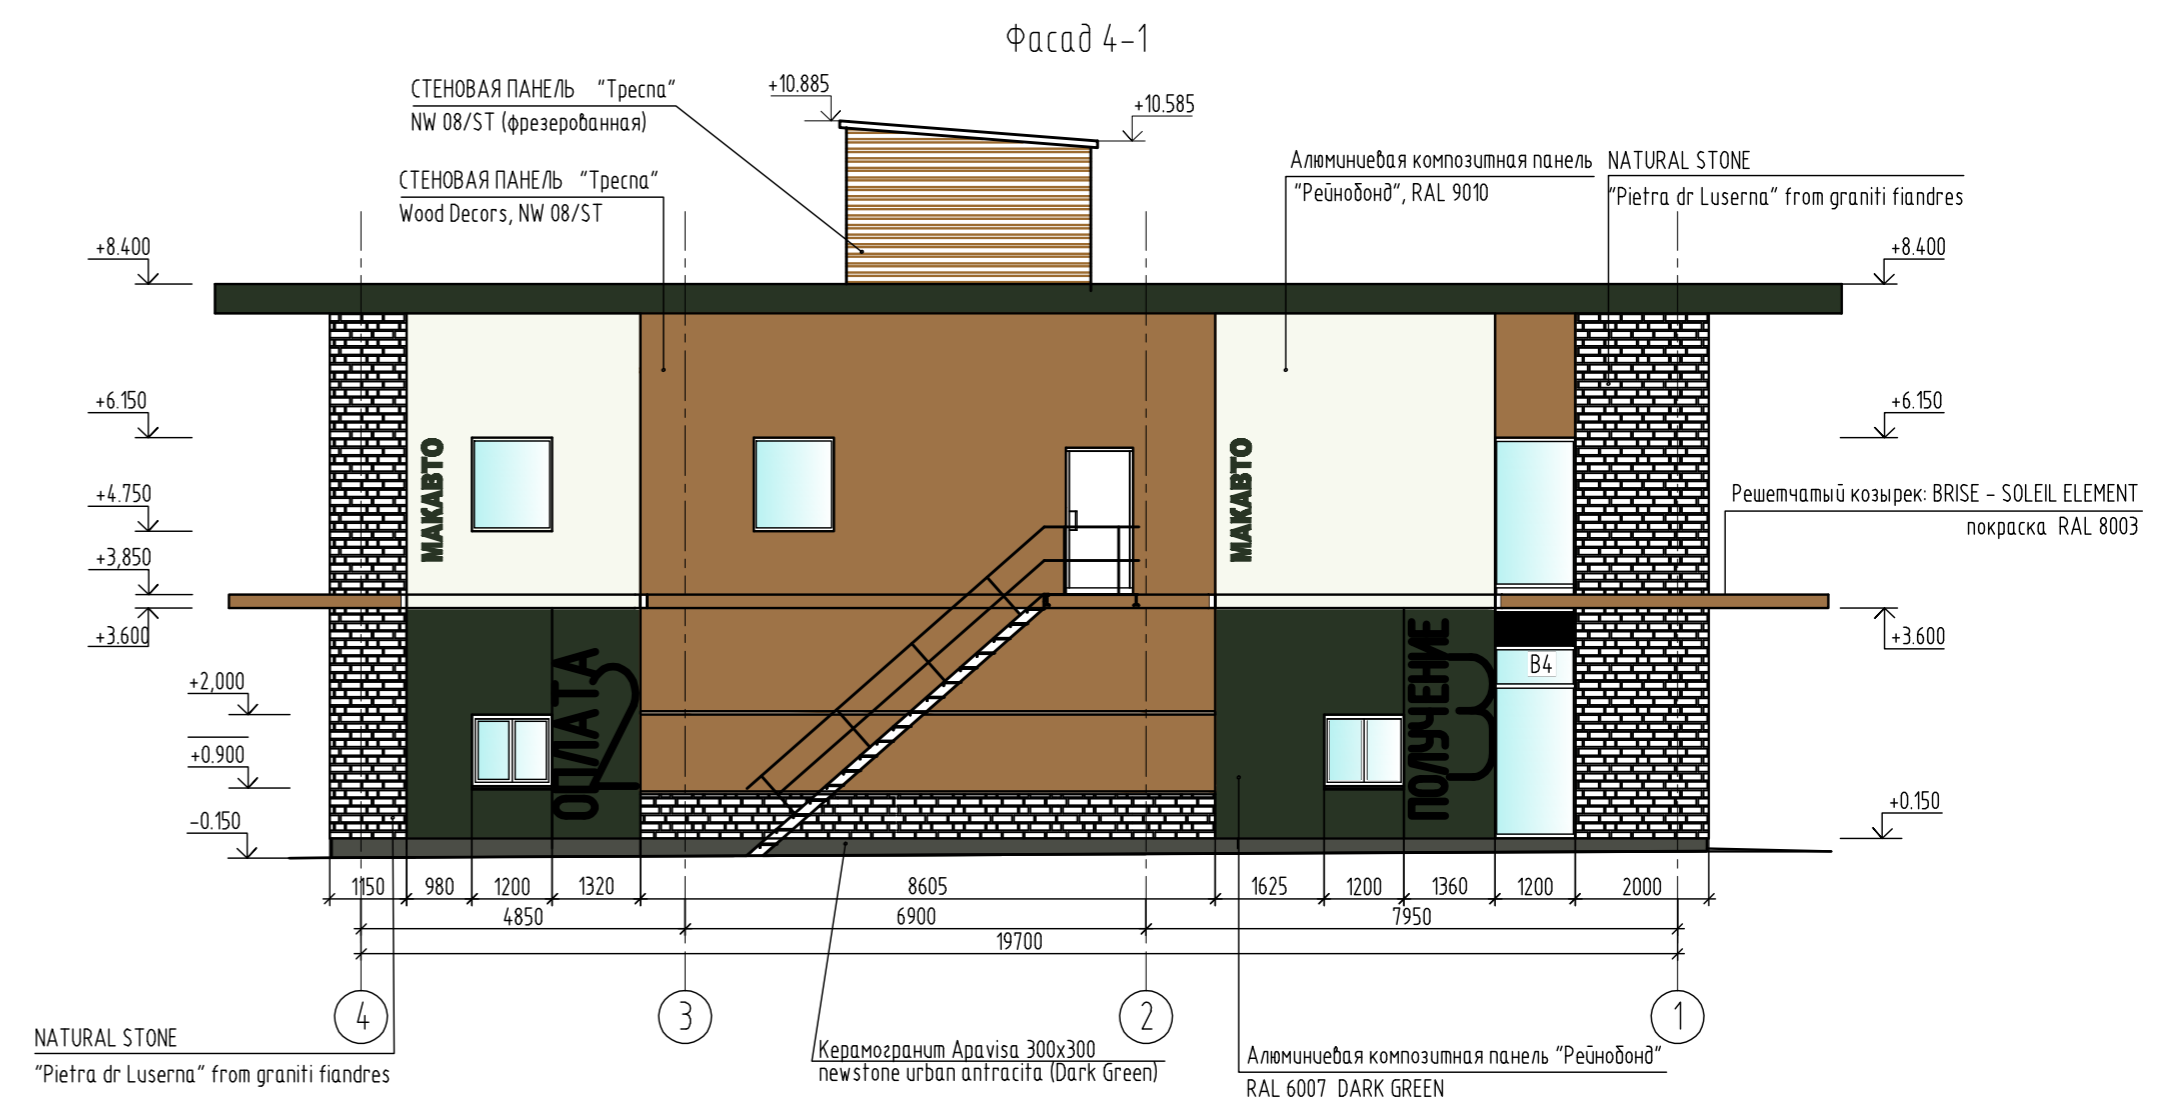 Фасад 4-1
СТЕНОВАЯ ПАНЕЛЬ "Треспа"
NW 08/ST (фрезерованная)
+10.885
+10.585
СТЕНОВАЯ ПАНЕЛЬ "Треспа"
Wood Decors, NW 08/ST
Алюминиевая композитная панель
"Рейнобонд", RAL 9010
NATURAL STONE
"Pietra dr Luserna" from graniti fiandres
+8.400
+8.400
+6.150
+6.150
+4.750
+3,850
+3.600
+3.600
+2,000
+0.900
-0.150
+0.150
Решетчатый козырек: BRISE - SOLEIL ELEMENT
покраска RAL 8003
МАКАВТО
МАКАВТО
ОПЛАТА
2
ПОЛУЧЕНИЕ
3
В4
1150
980
1200
1320
8605
1625
1200
1360
1200
2000
4850
6900
7950
19700
4
3
2
1
NATURAL STONE
"Pietra dr Luserna" from graniti fiandres
Керамогранит Apavisa 300x300
newstone urban antracita (Dark Green)
Алюминиевая композитная панель "Рейнобонд"
RAL 6007 DARK GREEN